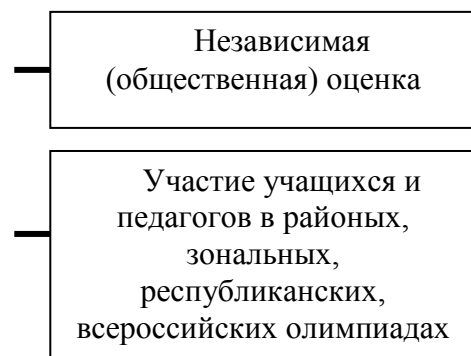 Независимая
(общественная) оценка
Участие учащихся и
педагогов в районых,
зональных,
республиканских,
всероссийских олимпиадах